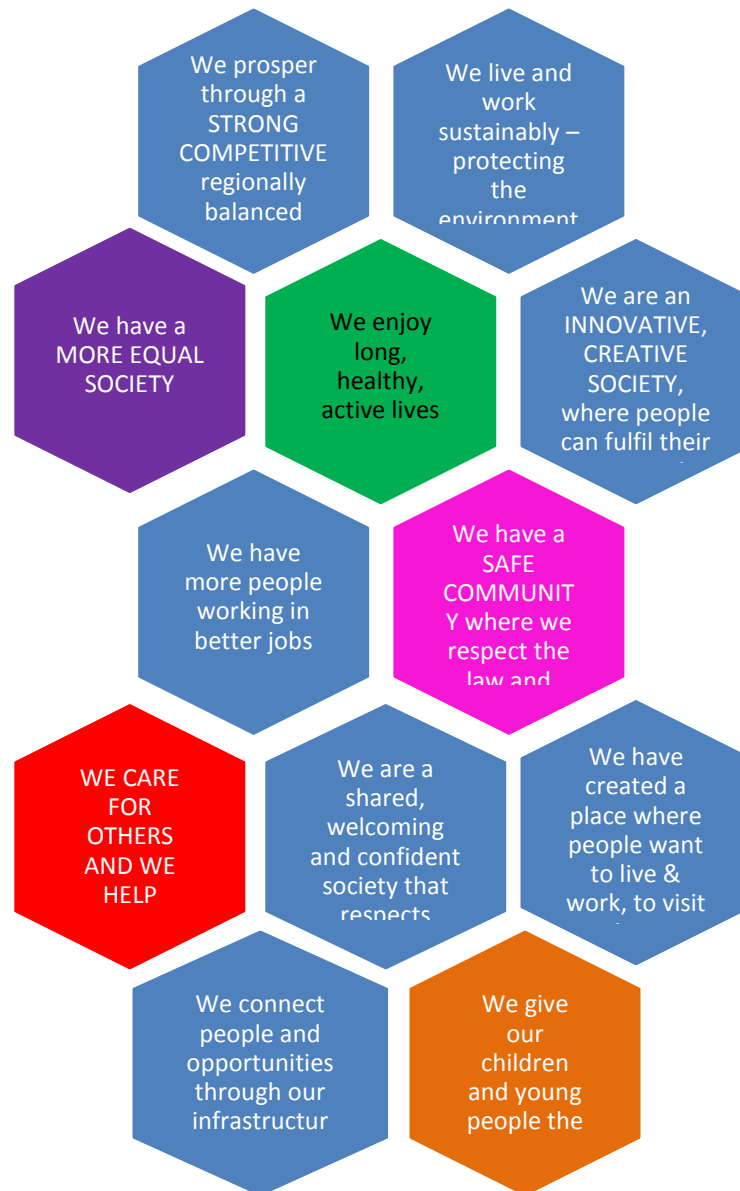 We prosper
through a
STRONG
COMPETITIVE
regionally
balanced
We live and
work
sustainably –
protecting
the
environment
We have a
MORE EQUAL
SOCIETY
We enjoy
long,
healthy,
active lives
We are an
INNOVATIVE,
CREATIVE
SOCIETY,
where people
can fulfil their
We have
more people
working in
better jobs
We have a
SAFE
COMMUNIT
Y where we
respect the
law and
WE CARE
FOR
OTHERS
AND WE
HELP
We are a
shared,
welcoming
and confident
society that
respects
We have
created a
place where
people want
to live &
work, to visit
We connect
people and
opportunities
through our
infrastructur
We give
our
children
and young
people the